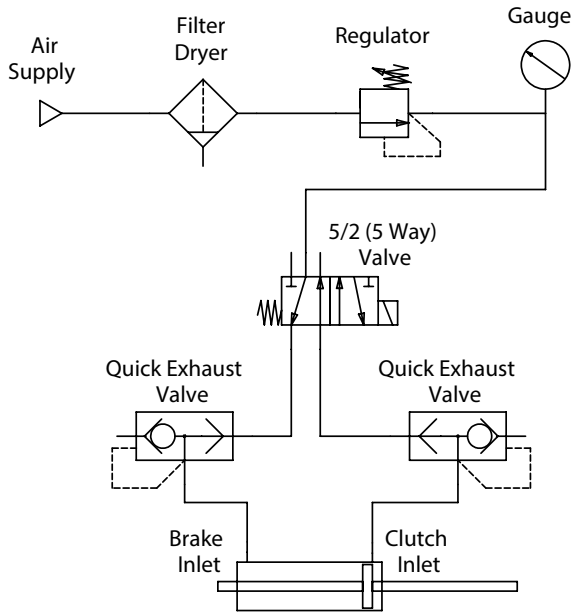 Gauge
Filter
Dryer
Regulator
Air
Supply
5/2 (5 Way)
Valve
Quick Exhaust
Valve
Quick Exhaust
Valve
Brake
Inlet
Clutch
Inlet